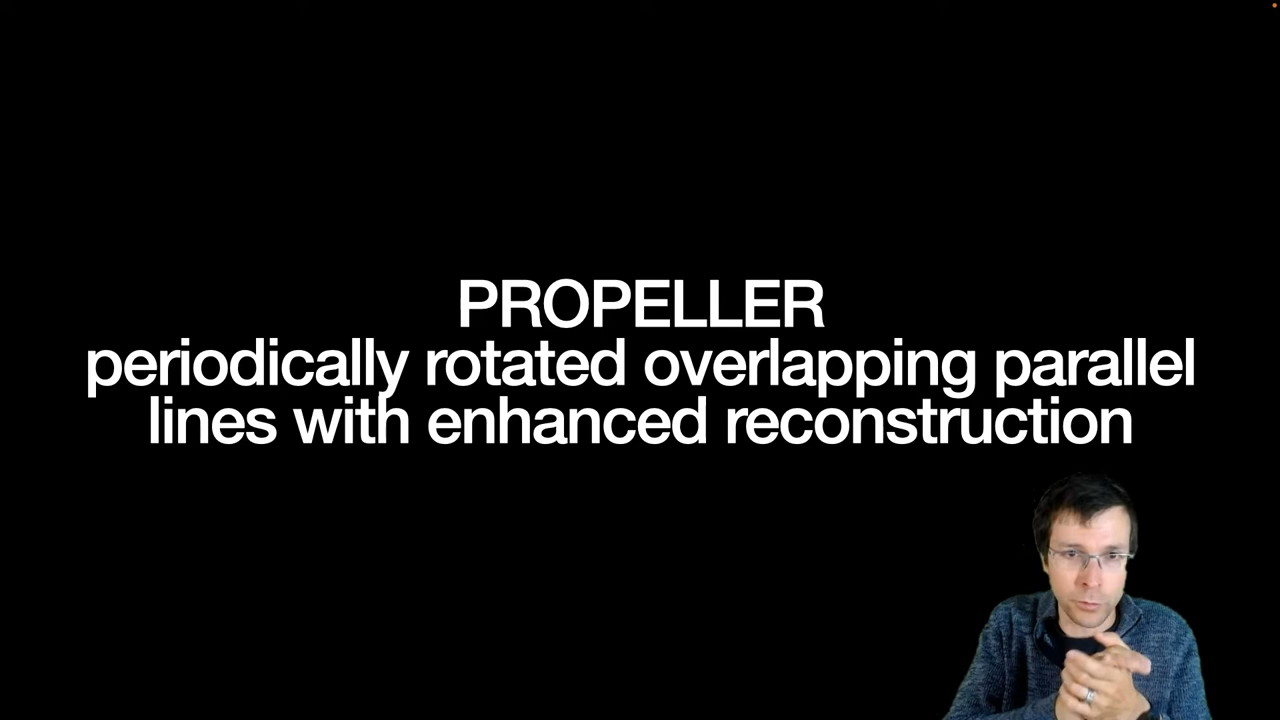 PROPELLER
periodically rotated overlapping parallel
lines with enhanced reconstruction